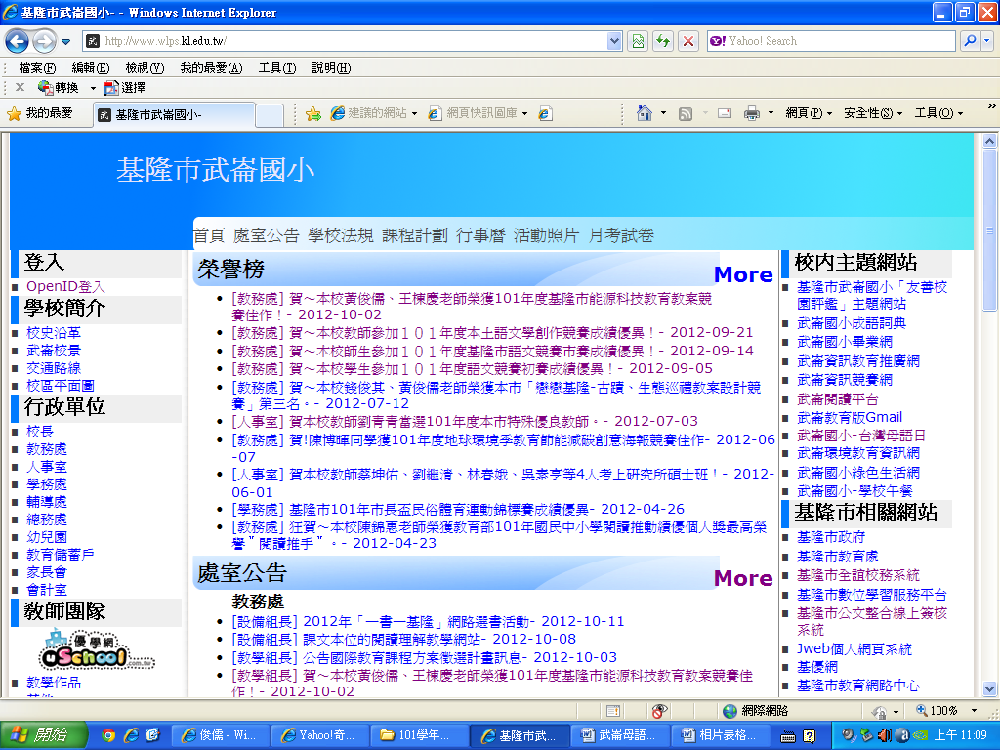 基隆市武崙國小- - Windows Internet Explorer
http://www.wlps.kl.edu.tw/
Yahoo! Search
檔案(F) 編輯(E) 檢視(V) 我的最愛(A) 工具(T) 說明(H)
轉換 選擇
我的最愛 基隆市武崙國小- 建議的網站 網頁快訊圖庫 網頁(P) 安全性(S) 工具(O)
基隆市武崙國小
首頁 處室公告 學校法規 課程計劃 行事曆 活動照片 月考試卷
登入
OpenID登入
學校簡介
校史沿革
武崙校景
交通路線
校區平面圖
行政單位
校長
教務處
人事室
學務處
輔導處
總務處
幼兒園
教育儲蓄戶
家長會
會計室
教師團隊
優學網
uSchool
教學作品
榮譽榜
More
[教務處] 賀～本校黃俊儒、王棟慶老師榮獲101年度基隆市能源科技教育教案競
賽佳作！- 2012-10-02
[教務處] 賀～本校教師參加１０１年度本土語文學創作競賽成績優異！- 2012-09-21
[教務處] 賀～本校師生參加１０１年度基隆市語文競賽市賽成績優異！- 2012-09-14
[教務處] 賀～本校學生參加１０１年度語文競賽初賽成績優異！- 2012-09-05
[教務處] 賀～本校錢俊其、黃俊儒老師榮獲本市「戀戀基隆-古蹟、生態巡禮教案設計競
賽」第三名。- 2012-07-12
[人事室] 賀本校教師劉青青當選101年度本市特殊優良教師。- 2012-07-03
[教務處] 賀!陳博暉同學獲101年度地球環境季教育節能減碳創意海報競賽佳作- 2012-06
-07
[人事室] 賀本校教師蔡坤佑、劉繼清、林春娥、吳素亭等4人考上研究所碩士班！- 2012-
06-01
[學務處] 基隆市101年市長盃民俗體育運動錦標賽成績優異- 2012-04-26
[教務處] 狂賀～本校陳錦惠老師榮獲教育部101年國民中小學閱讀推動績優個人獎最高榮
譽＂閱讀推手＂。- 2012-04-23
處室公告
More
教務處
[設備組長] 2012年「一書一基隆」網路選書活動- 2012-10-11
[設備組長] 課文本位的閱讀理解教學網站- 2012-10-08
[教學組長] 公告國際教育課程方案徵選計畫訊息- 2012-10-03
[教學組長] 賀～本校黃俊儒、王棟慶老師榮獲101年度基隆市能源科技教育教案競賽佳
作！- 2012-10-02
校內主題網站
基隆市武崙國小「友善校
園評鑑」主題網站
武崙國小成語詞典
武崙國小畢業網
武崙資訊教育推廣網
武崙資訊競賽網
武崙閱讀平台
武崙教育版Gmail
武崙國小-台灣母語日
武崙環境教育資訊網
武崙國小綠色生活網
武崙國小-學校午餐
基隆市相關網站
基隆市政府
基隆市教育處
基隆市全誼校務系統
基隆市數位學習服務平台
基隆市公文整合線上簽核
系統
Jweb個人網頁系統
基優網
基隆市教育網路中心
網際網路 100%
開始 俊儒 - Wi... Yahoo!奇... 101學年... 基隆市武... 武崙母語... 相片表格... 上午 11:09